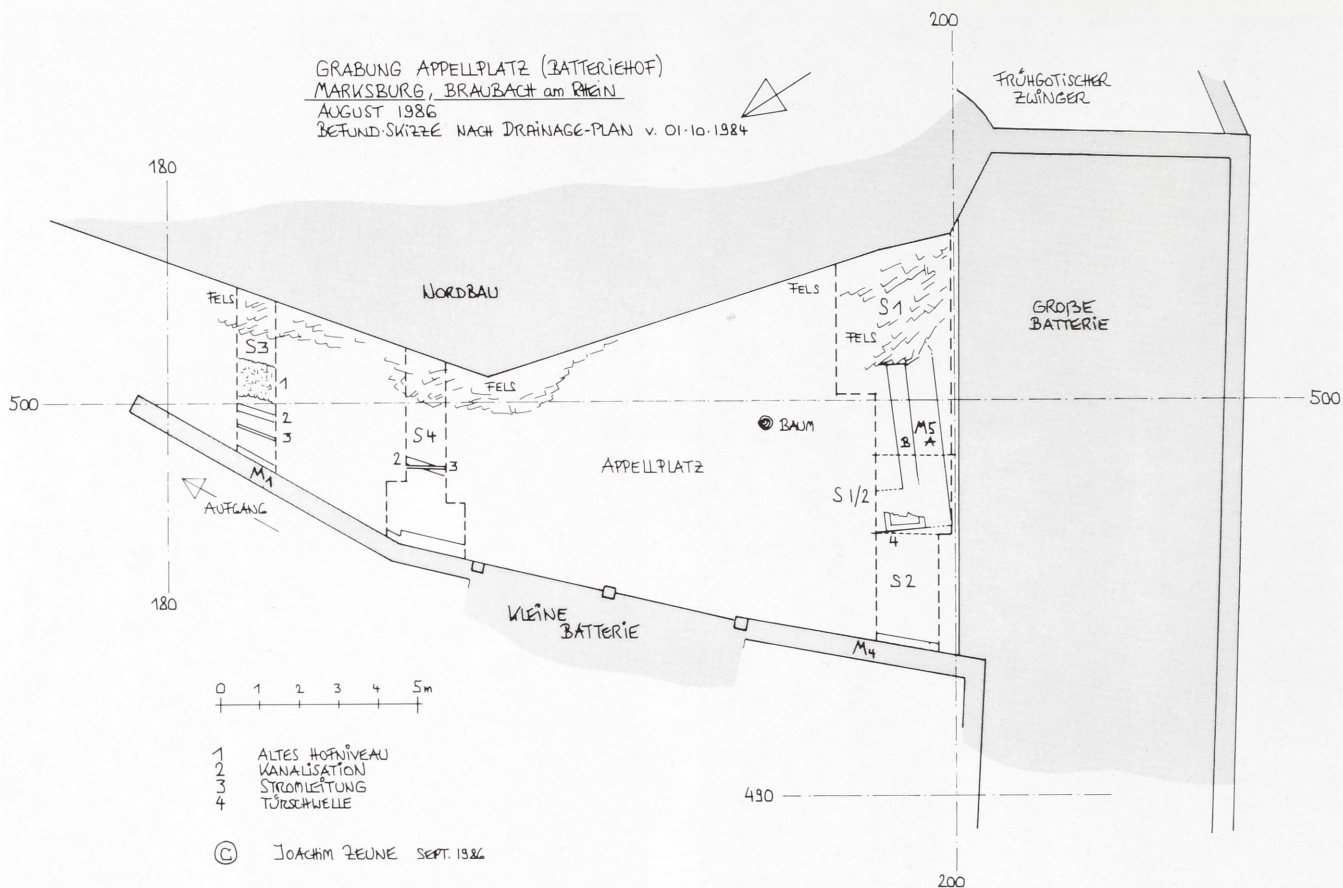 GRABUNG APPELLPLATZ (BATTERIEHOF)
MARKSBURG, BRAUBACH am RHEIN
AUGUST 1986
BEFUND-SKIZZE NACH DRAINAGE-PLAN v. 01.10.1984
200
FRÜHGOTISCHER
ZWINGER
180
NORDBAU
FELS
S3
1
2
3
M1
AUFGANG
500
FELS
S4
2
3
FELS
S1
FELS
GROßE
BATTERIE
500
BAUM
M5
B
A
APPELLPLATZ
S1/2
4
S2
180
KLEINE
BATTERIE
M4
0 1 2 3 4 5m
1 ALTES HOFNIVEAU
2 KANALISATION
3 STROMLEITUNG
4 TÜRSCHWELLE
490
© JOACHIM ZEUNE SEPT. 1986
200